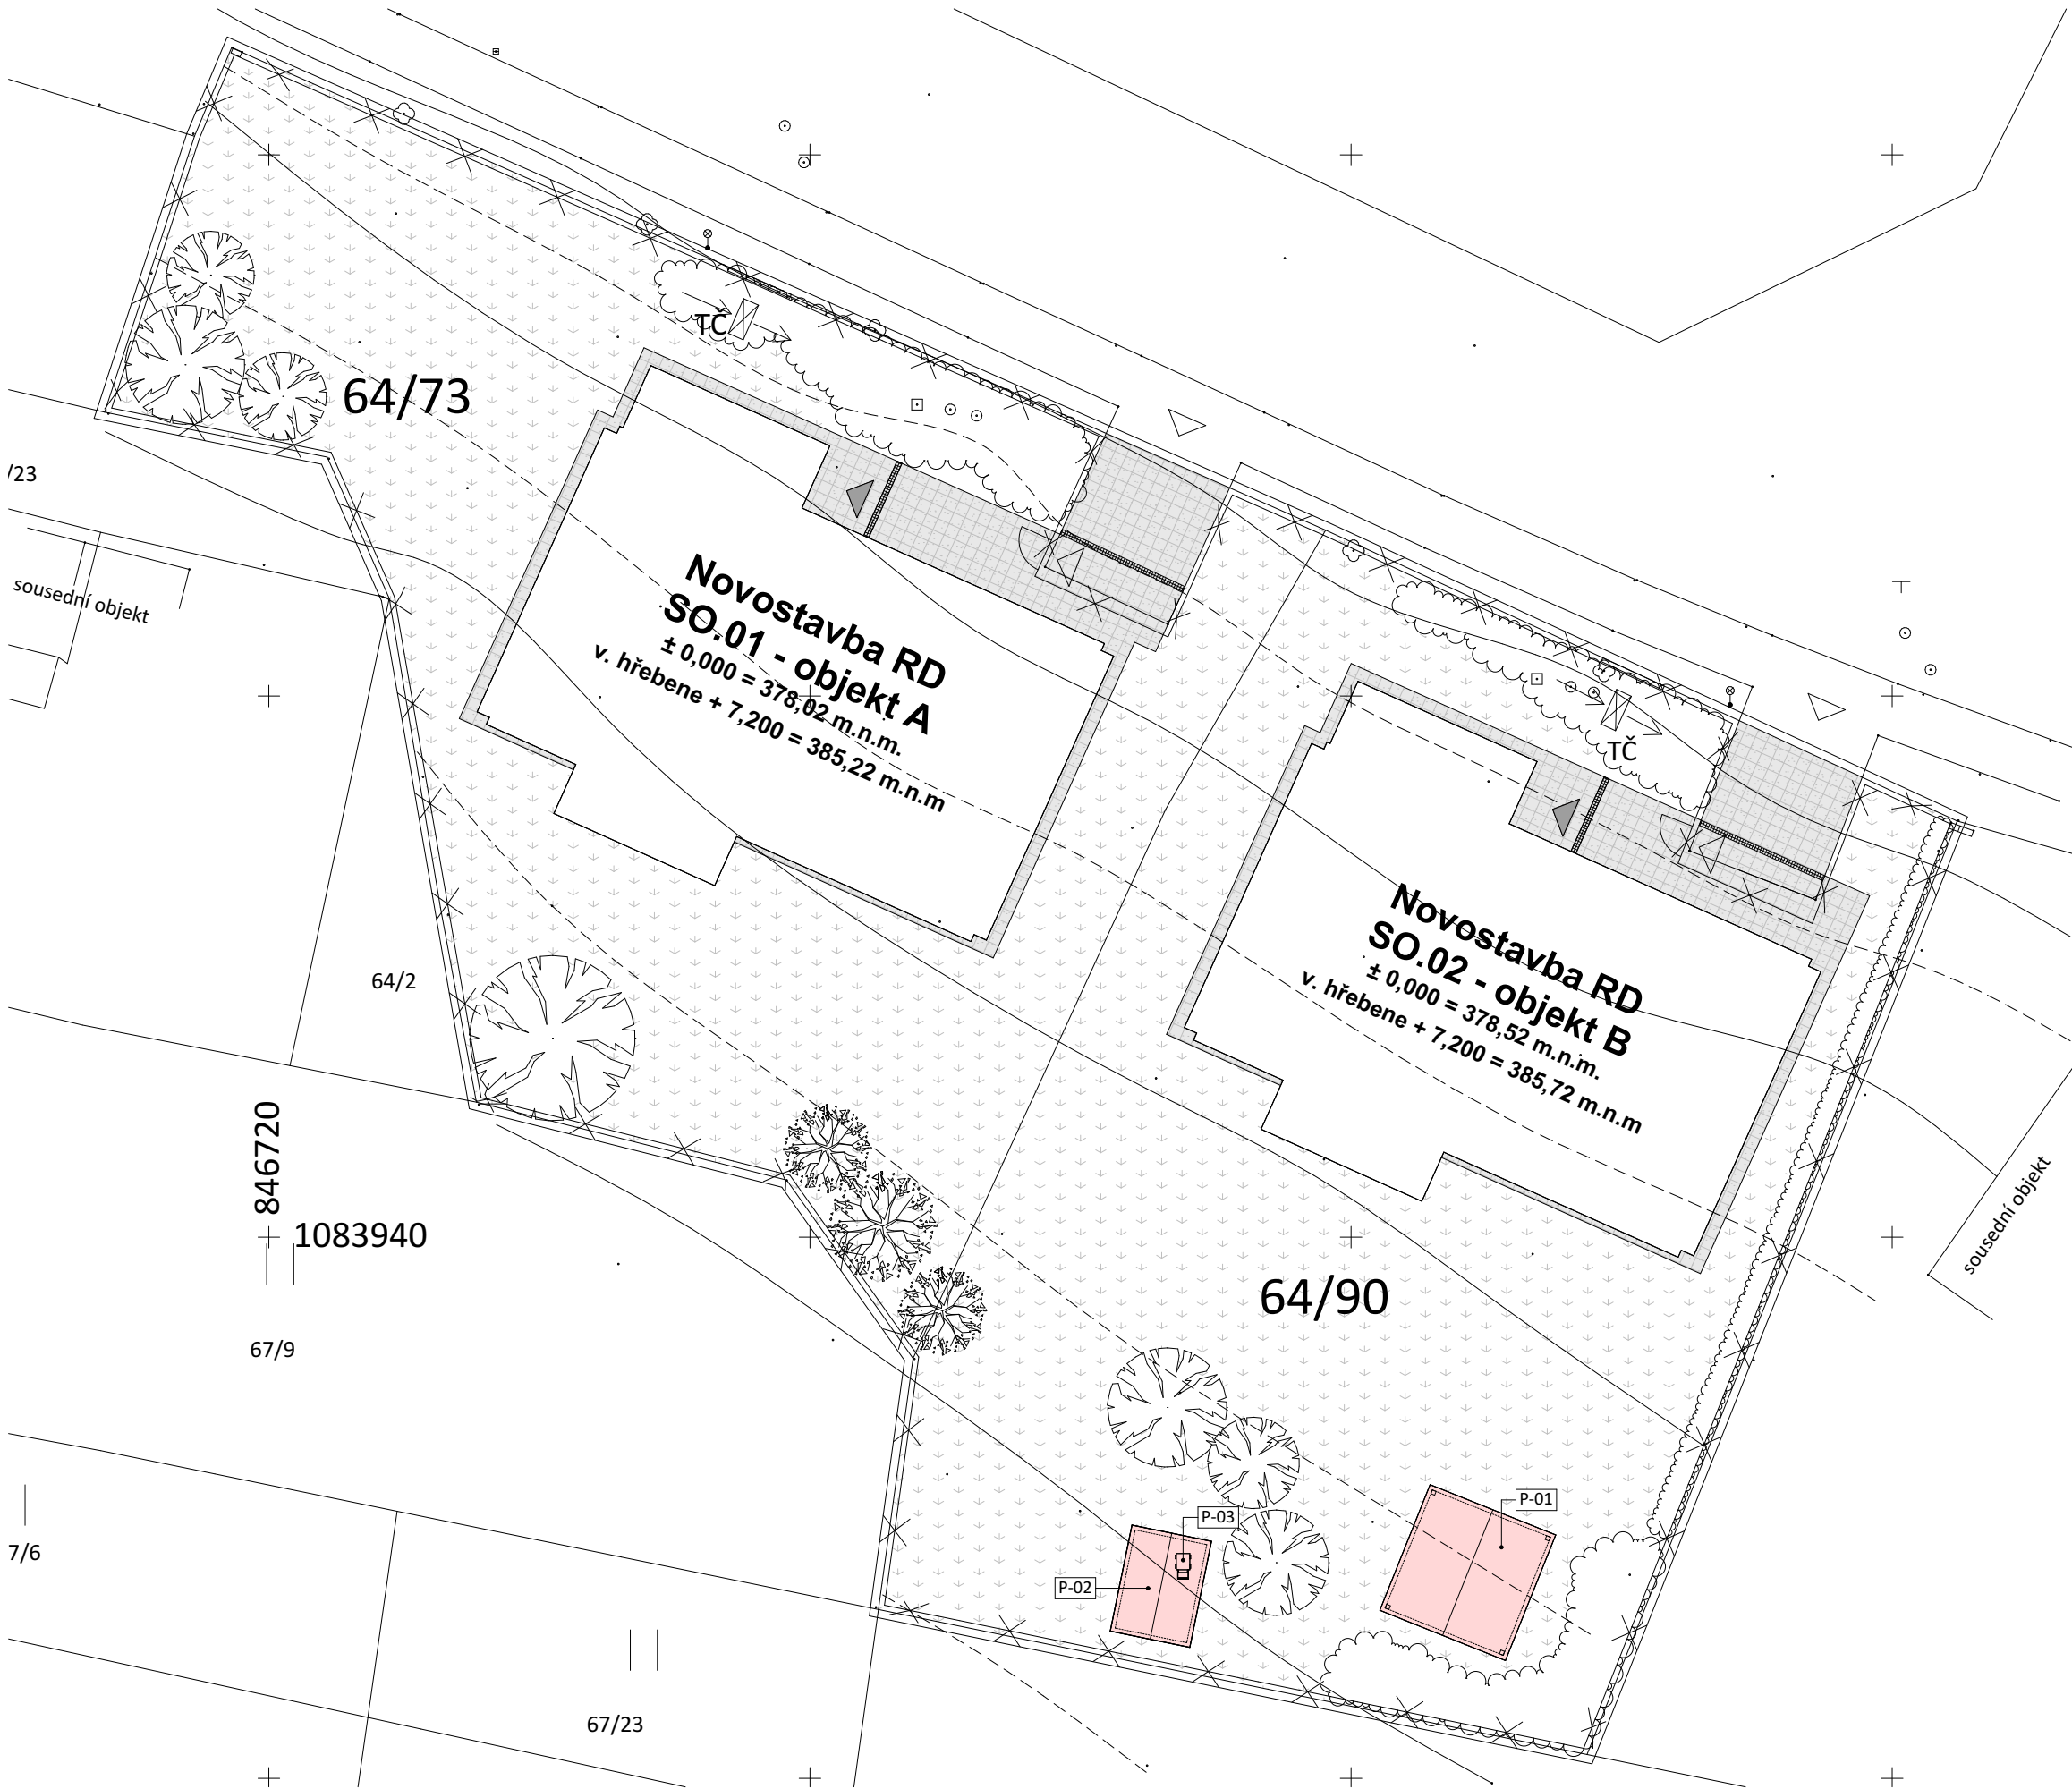 TČ
64/73
/23
sousední objekt
Novostavba RD
SO.01 - objekt A
± 0,000 = 378,02 m.n.m.
v. hřebene + 7,200 = 385,22 m.n.m
TČ
Novostavba RD
SO.02 - objekt B
± 0,000 = 378,52 m.n.m.
v. hřebene + 7,200 = 385,72 m.n.m
64/2
846720
1083940
sousední objekt
64/90
67/9
P-01
P-03
P-02
7/6
67/23